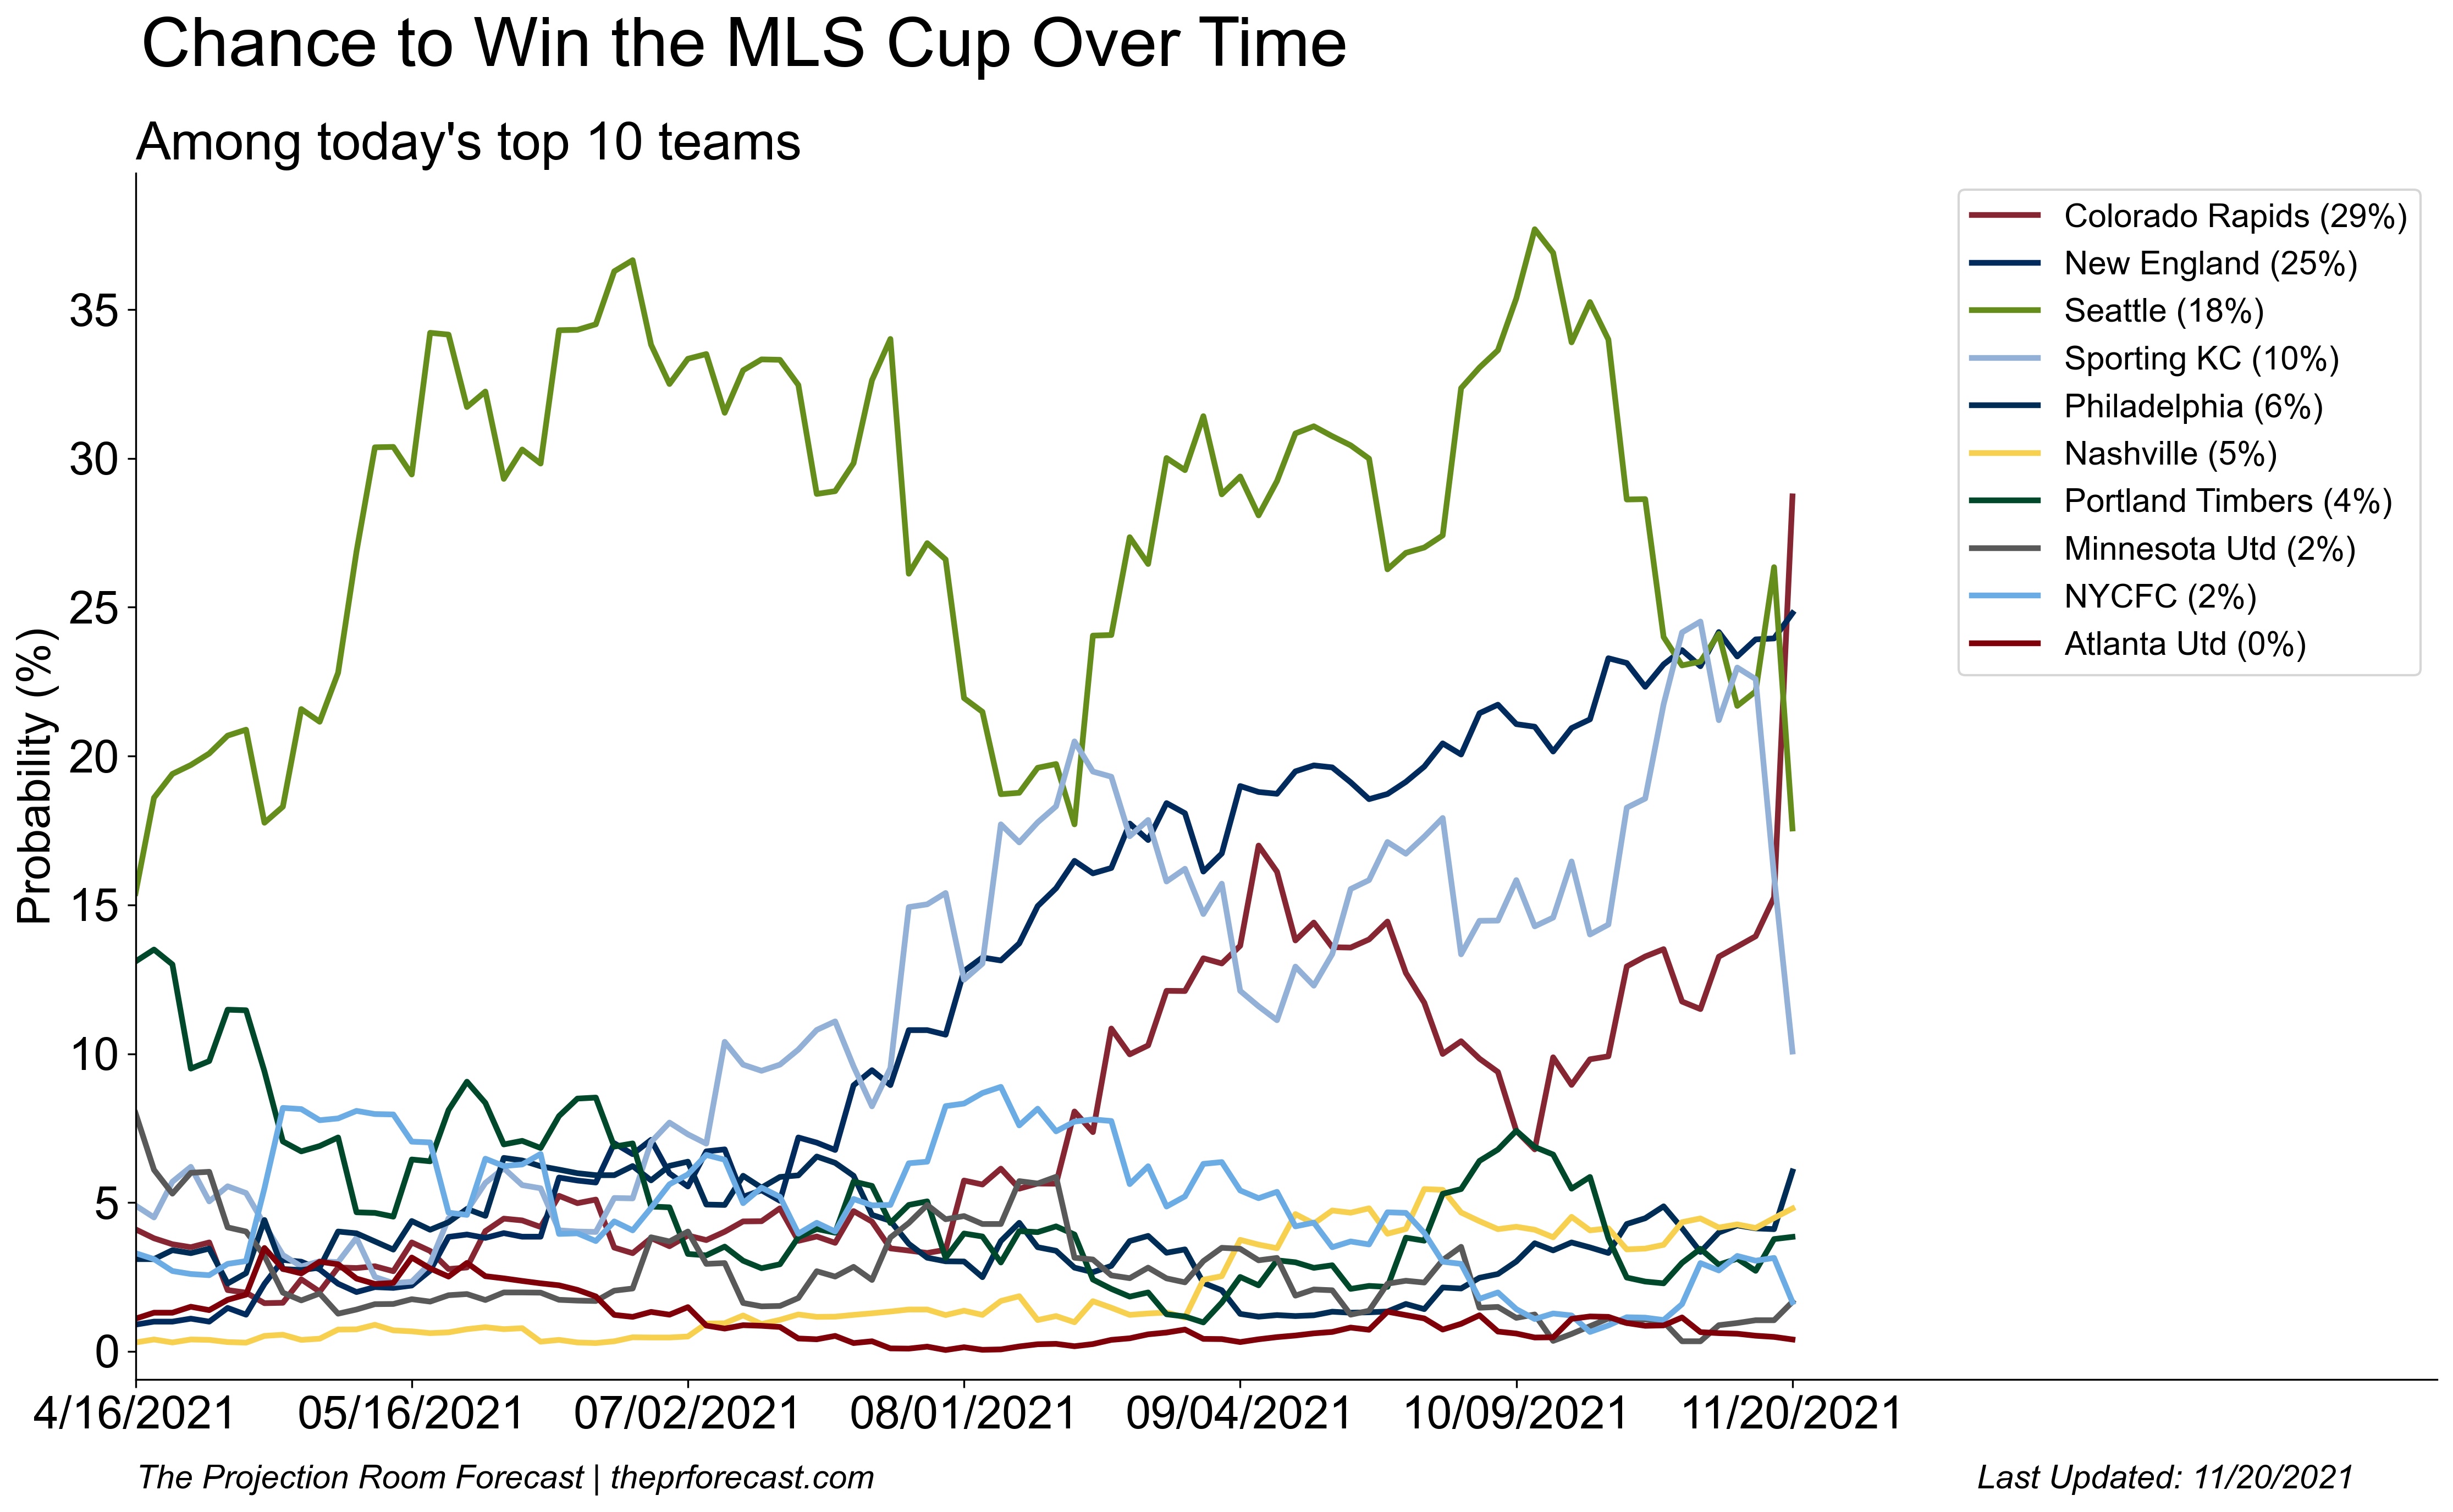 Chance to Win the MLS Cup Over Time
Among today's top 10 teams
Probability (%)
35
30
25
20
15
10
5
0
4/16/2021 05/16/2021 07/02/2021 08/01/2021 09/04/2021 10/09/2021 11/20/2021
Colorado Rapids (29%)
New England (25%)
Seattle (18%)
Sporting KC (10%)
Philadelphia (6%)
Nashville (5%)
Portland Timbers (4%)
Minnesota Utd (2%)
NYCFC (2%)
Atlanta Utd (0%)
The Projection Room Forecast | theprforecast.com
Last Updated: 11/20/2021